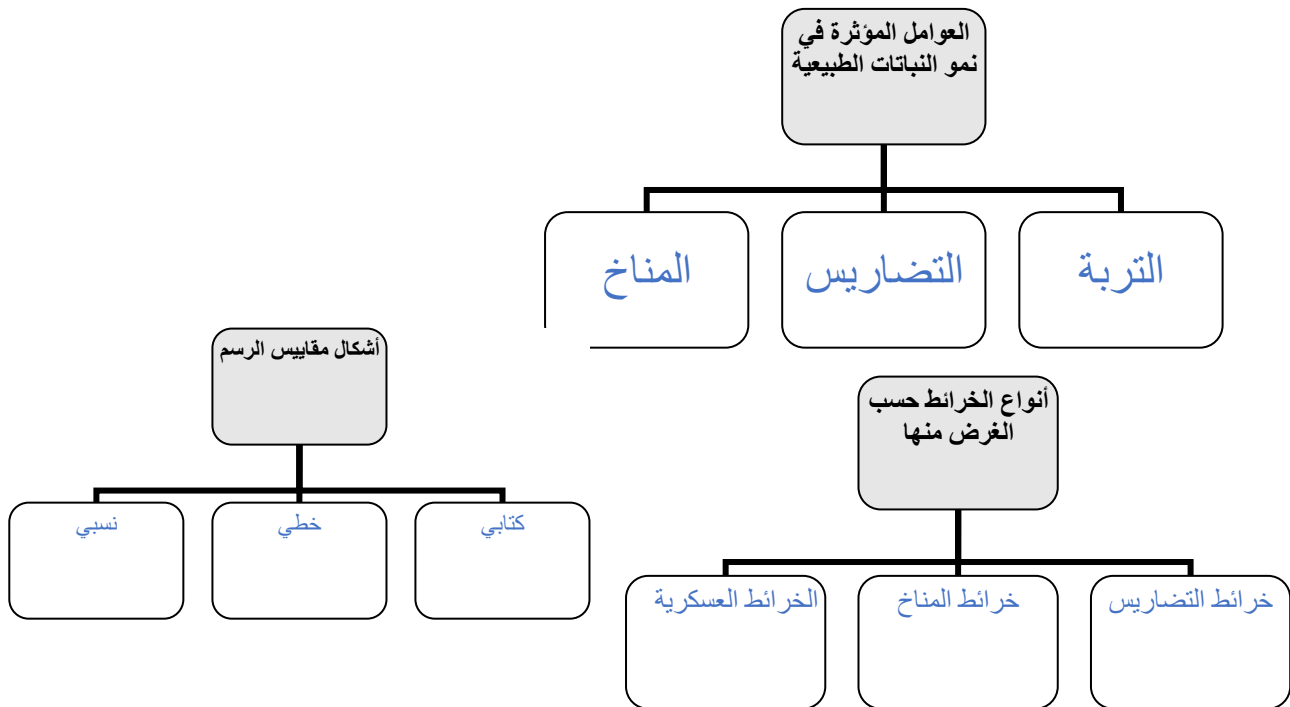 العوامل المؤثرة في
نمو النباتات الطبيعية
التربة
التضاريس
المناخ
أشكال مقاييس الرسم
كتابي
خطي
نسبي
أنواع الخرائط حسب
الغرض منها
خرائط التضاريس
خرائط المناخ
الخرائط العسكرية